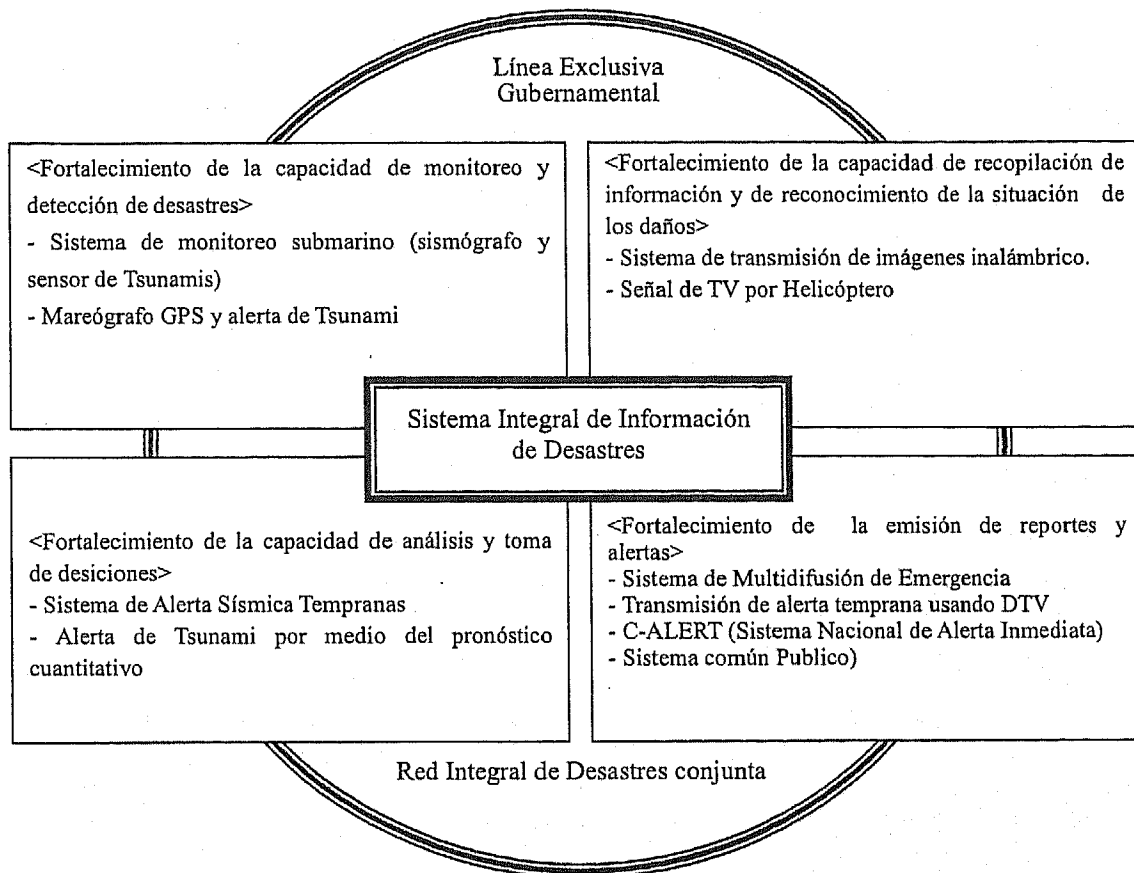 Línea Exclusiva
Gubernamental
<Fortalecimiento de la capacidad de monitoreo y
detección de desastres>
- Sistema de monitoreo submarino (sismógrafo y
sensor de Tsunamis)
- Mareógrafo GPS y alerta de Tsunami
<Fortalecimiento de la capacidad de recopilación de
información y de reconocimiento de la situación de
los daños>
- Sistema de transmisión de imágenes inalámbrico.
- Señal de TV por Helicóptero
Sistema Integral de Información
de Desastres
<Fortalecimiento de la capacidad de análisis y toma
de desiciones>
- Sistema de Alerta Sísmica Tempranas
- Alerta de Tsunami por medio del pronóstico
cuantitativo
<Fortalecimiento de la emisión de reportes y
alertas>
- Sistema de Multidifusión de Emergencia
- Transmisión de alerta temprana usando DTV
- C-ALERT (Sistema Nacional de Alerta Inmediata)
- Sistema común Publico)
Red Integral de Desastres conjunta